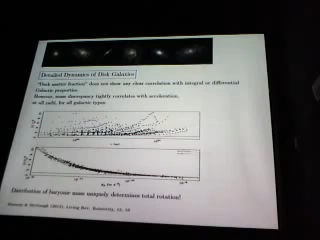 Detailed Dynamics of Disk Galaxies
"Dark matter fraction" does not show any clear correlation with integral or differential
Galactic properties.
However, mass discrepancy tightly correlates with acceleration,
at all radii, for all galactic types.
Distribution of baryonic mass uniquely determines total rotation!
Famaey & McGaugh (2012), Living Rev. Relativity, 15, 10